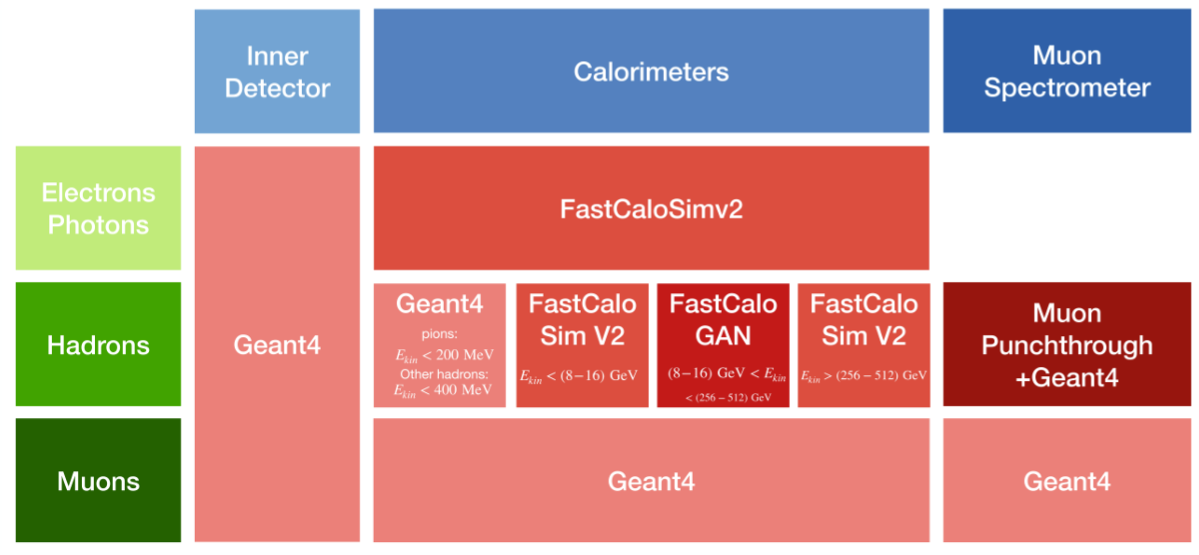 Inner
Detector
Calorimeters
Muon
Spectrometer
Electrons
Photons
FastCaloSimv2
Hadrons
Geant4
Geant4
pions:
E_kin < 200 MeV
Other hadrons:
E_kin < 400 MeV
FastCalo
Sim V2
E_kin < (8−16) GeV
FastCalo
GAN
(8−16) GeV < E_kin
< (256 − 512) GeV
FastCalo
Sim V2
E_kin > (256 − 512) GeV
Muon
Punchthrough
+Geant4
Muons
Geant4
Geant4